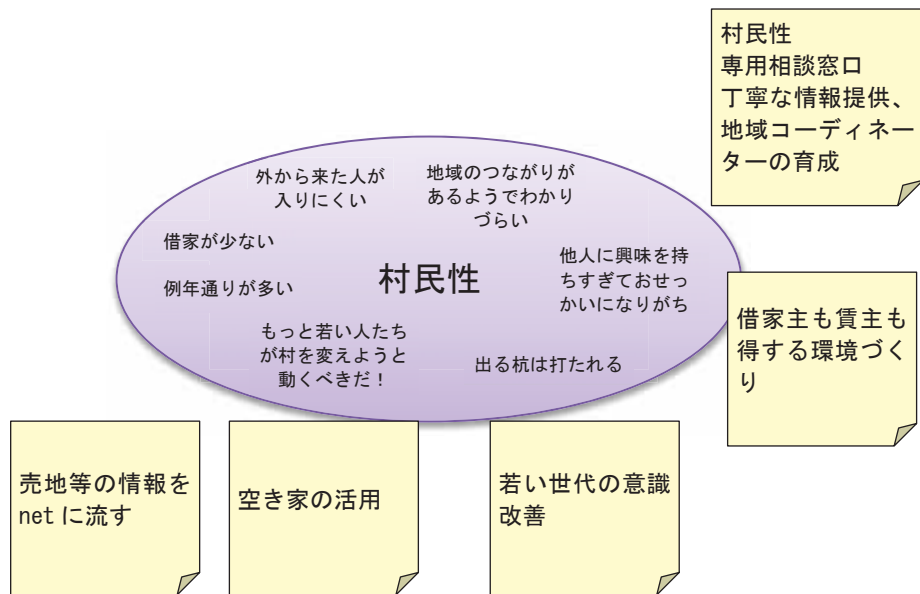 村民性
専用相談窓口
丁寧な情報提供、
地域コーディネー
ターの育成
外から来た人が
入りにくい
地域のつながりが
あるようでわかり
づらい
借家が少ない
例年通りが多い
村民性
他人に興味を持
ちすぎておせっ
かいになりがち
もっと若い人たち
が村を変えようと
動くべきだ！
出る杭は打たれる
借家主も賃主も
得する環境づく
り
売地等の情報を
net に流す
空き家の活用
若い世代の意識
改善